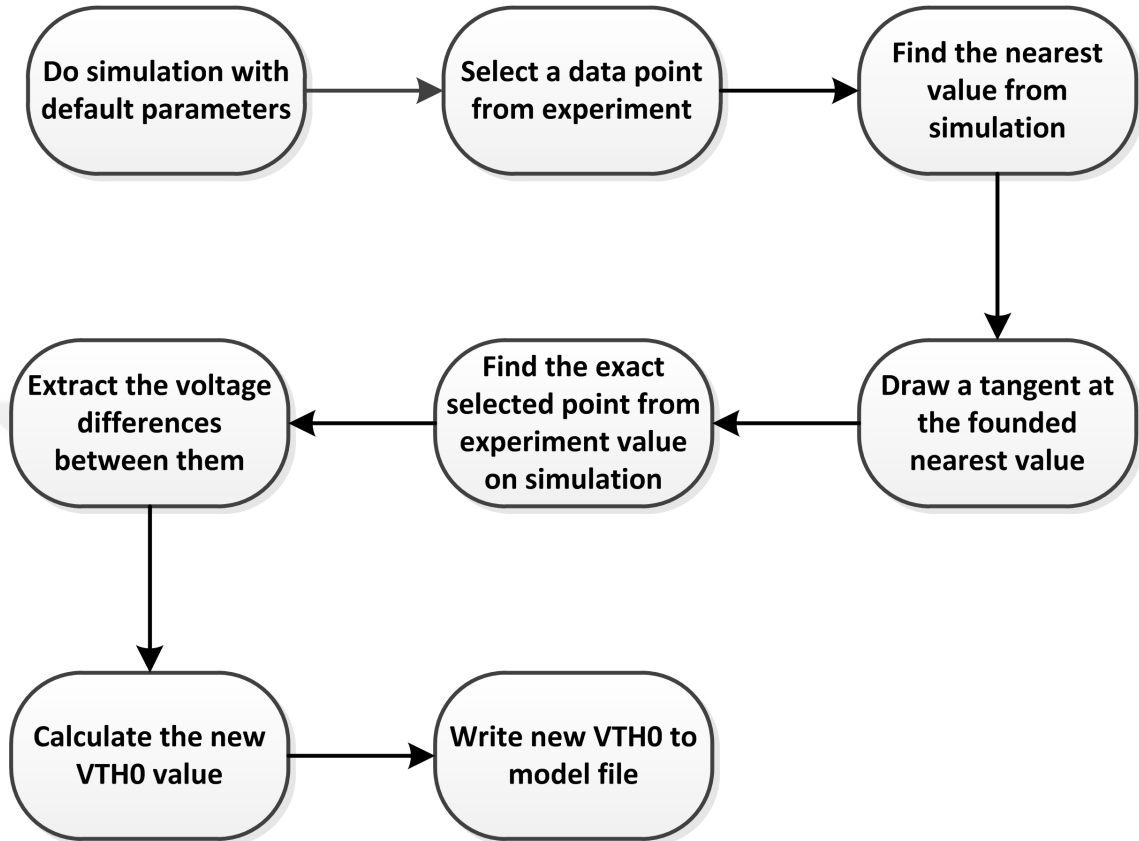 Do simulation with
default parameters
Select a data point
from experiment
Find the nearest
value from
simulation
Draw a tangent at
the founded
nearest value
Find the exact
selected point from
experiment value
on simulation
Extract the voltage
differences
between them
Calculate the new
VTH0 value
Write new VTH0 to
model file